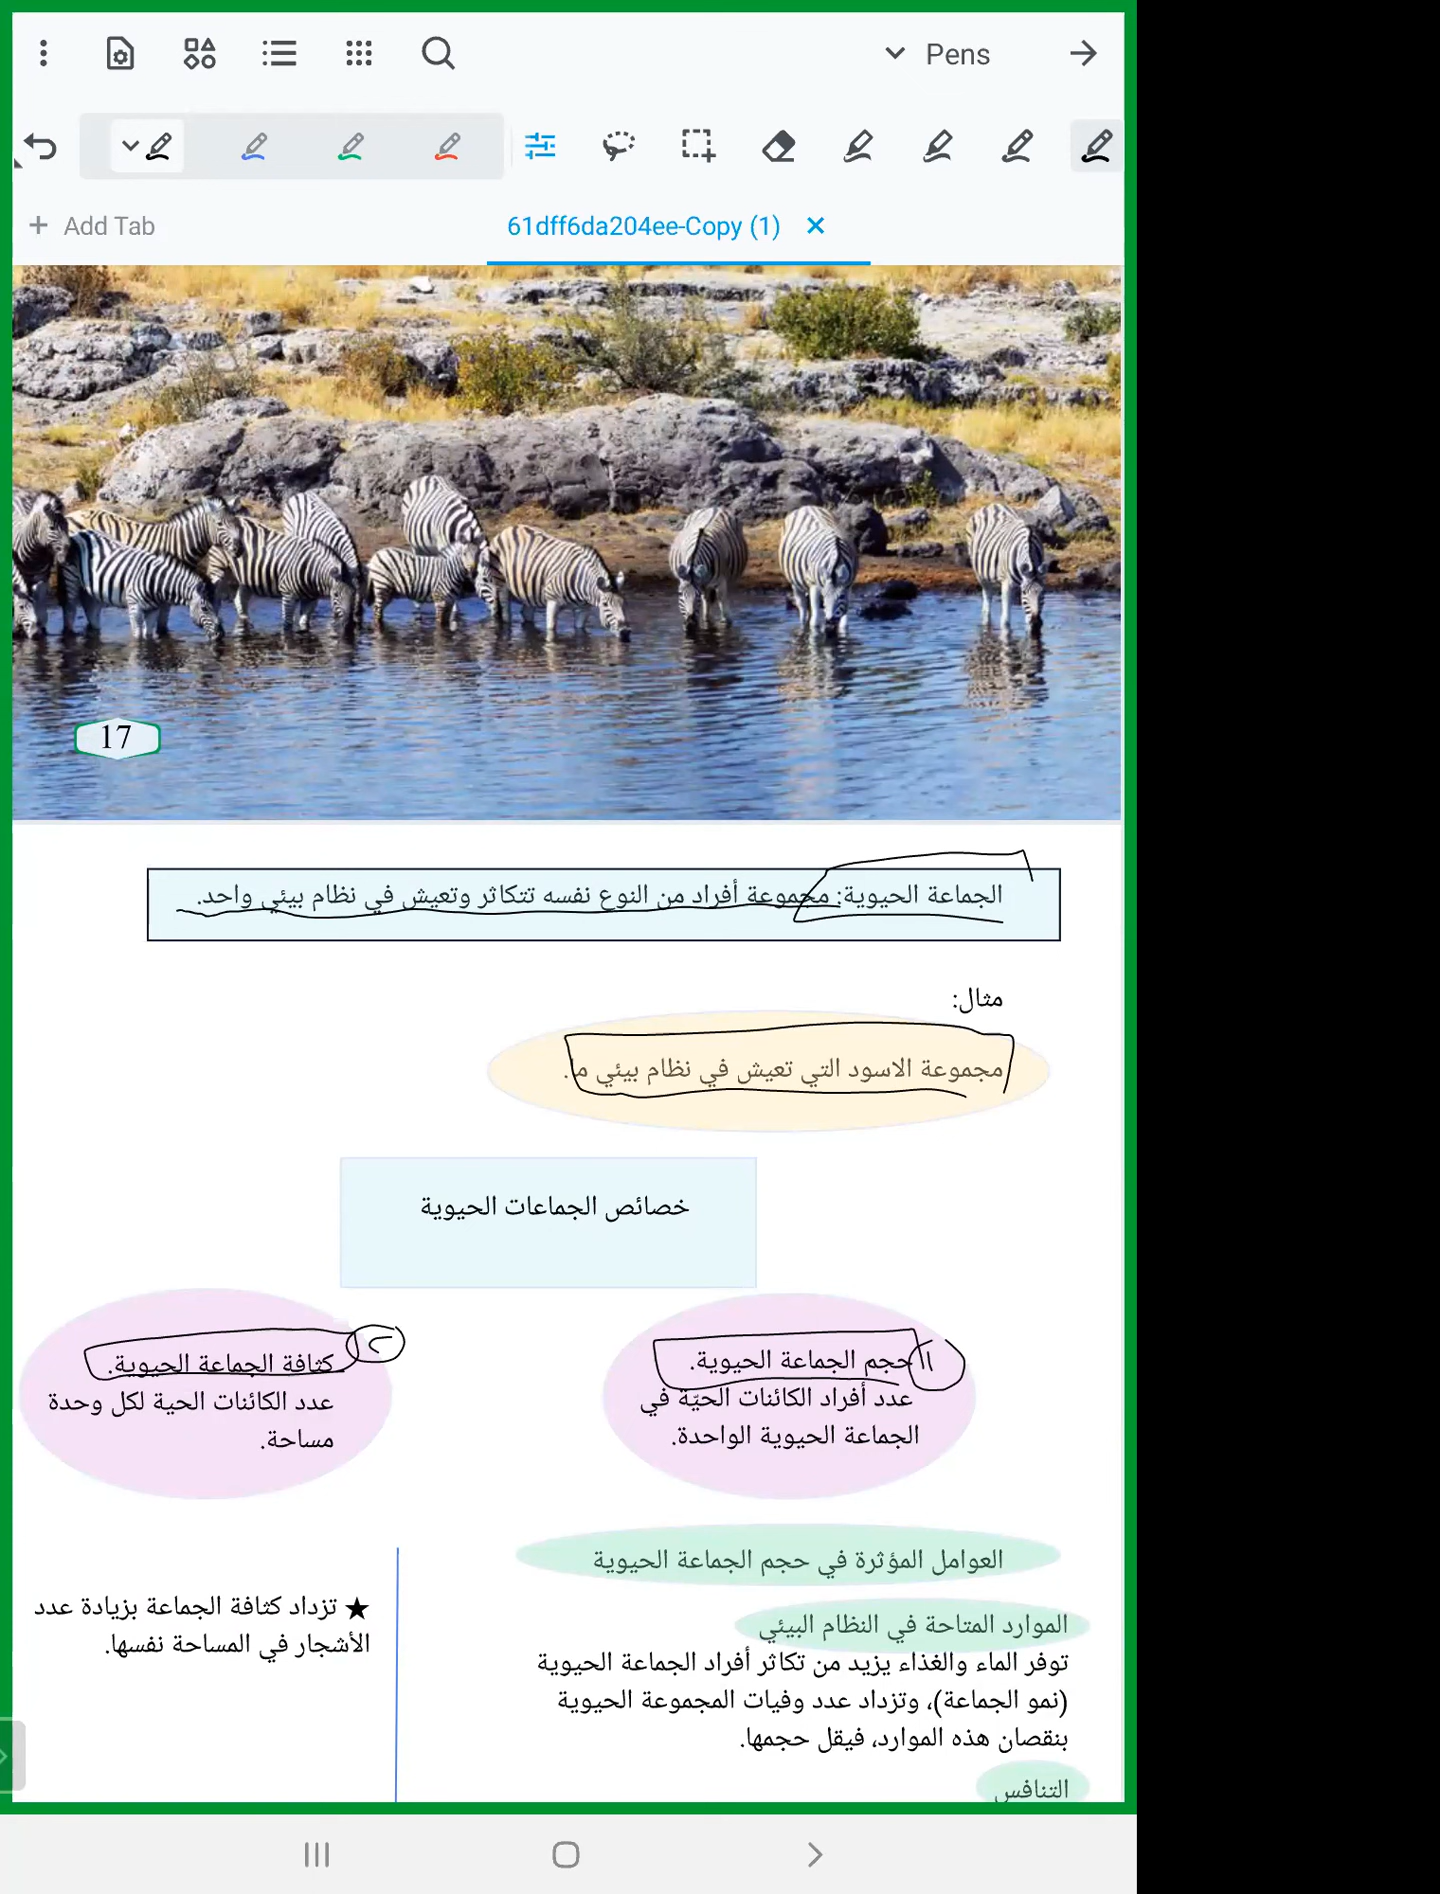 Pens
+ Add Tab
61dff6da204ee-Copy (1)
17
الجماعة الحيوية: مجموعة أفراد من النوع نفسه تتكاثر وتعيش في نظام بيئي واحد.
مثال:
مجموعة الاسود التي تعيش في نظام بيئي ما.
خصائص الجماعات الحيوية
حجم الجماعة الحيوية.
عدد أفراد الكائنات الحيّة في
الجماعة الحيوية الواحدة.
كثافة الجماعة الحيوية.
عدد الكائنات الحية لكل وحدة
مساحة.
العوامل المؤثرة في حجم الجماعة الحيوية
الموارد المتاحة في النظام البيئي
توفر الماء والغذاء يزيد من تكاثر أفراد الجماعة الحيوية
(نمو الجماعة)، وتزداد عدد وفيات المجموعة الحيوية
بنقصان هذه الموارد، فيقل حجمها.
التنافس
★ تزداد كثافة الجماعة بزيادة عدد
الأشجار في المساحة نفسها.